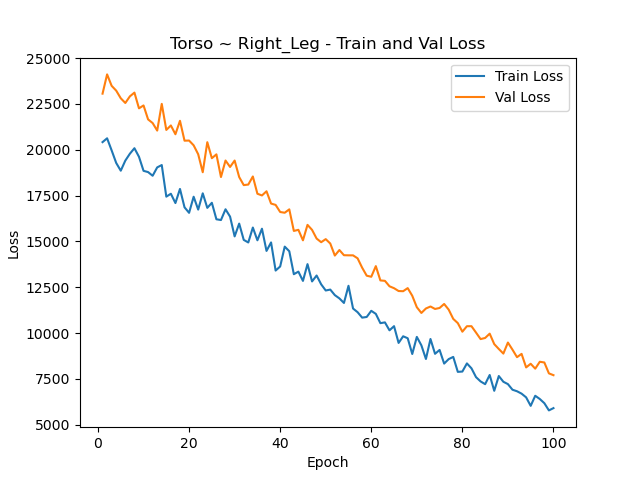 Torso ~ Right_Leg - Train and Val Loss
25000
22500
20000
17500
15000
12500
10000
7500
5000
Loss
Train Loss
Val Loss
0 20 40 60 80 100
Epoch